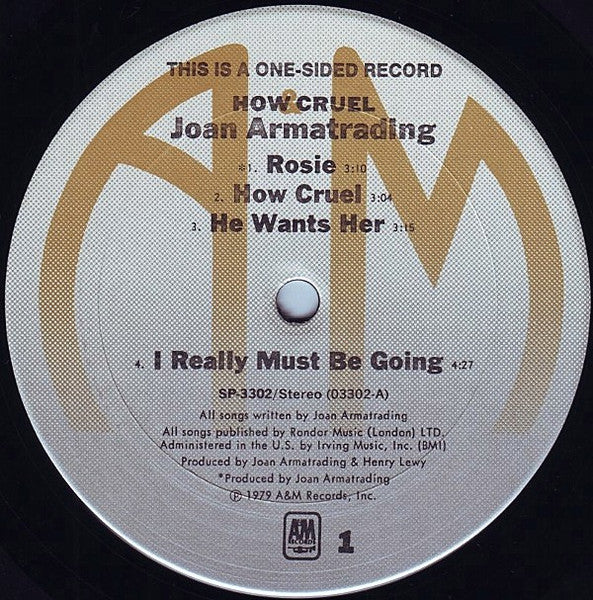 THIS IS A ONE-SIDED RECORD
A&M
HOW CRUEL
Joan Armatrading
*1. Rosie 3:10
2. How Cruel 3:04
3. He Wants Her 3:15
4. I Really Must Be Going 4:27
SP-3302/Stereo (03302-A)
All songs written by Joan Armatrading
All songs published by Rondor Music (London) LTD.
Administered in the U.S. by Irving Music, Inc. (BMI)
Produced by Joan Armatrading & Henry Lewy
*Produced by Joan Armatrading
℗ 1979 A&M Records, Inc.
A&M
RECORDS
1